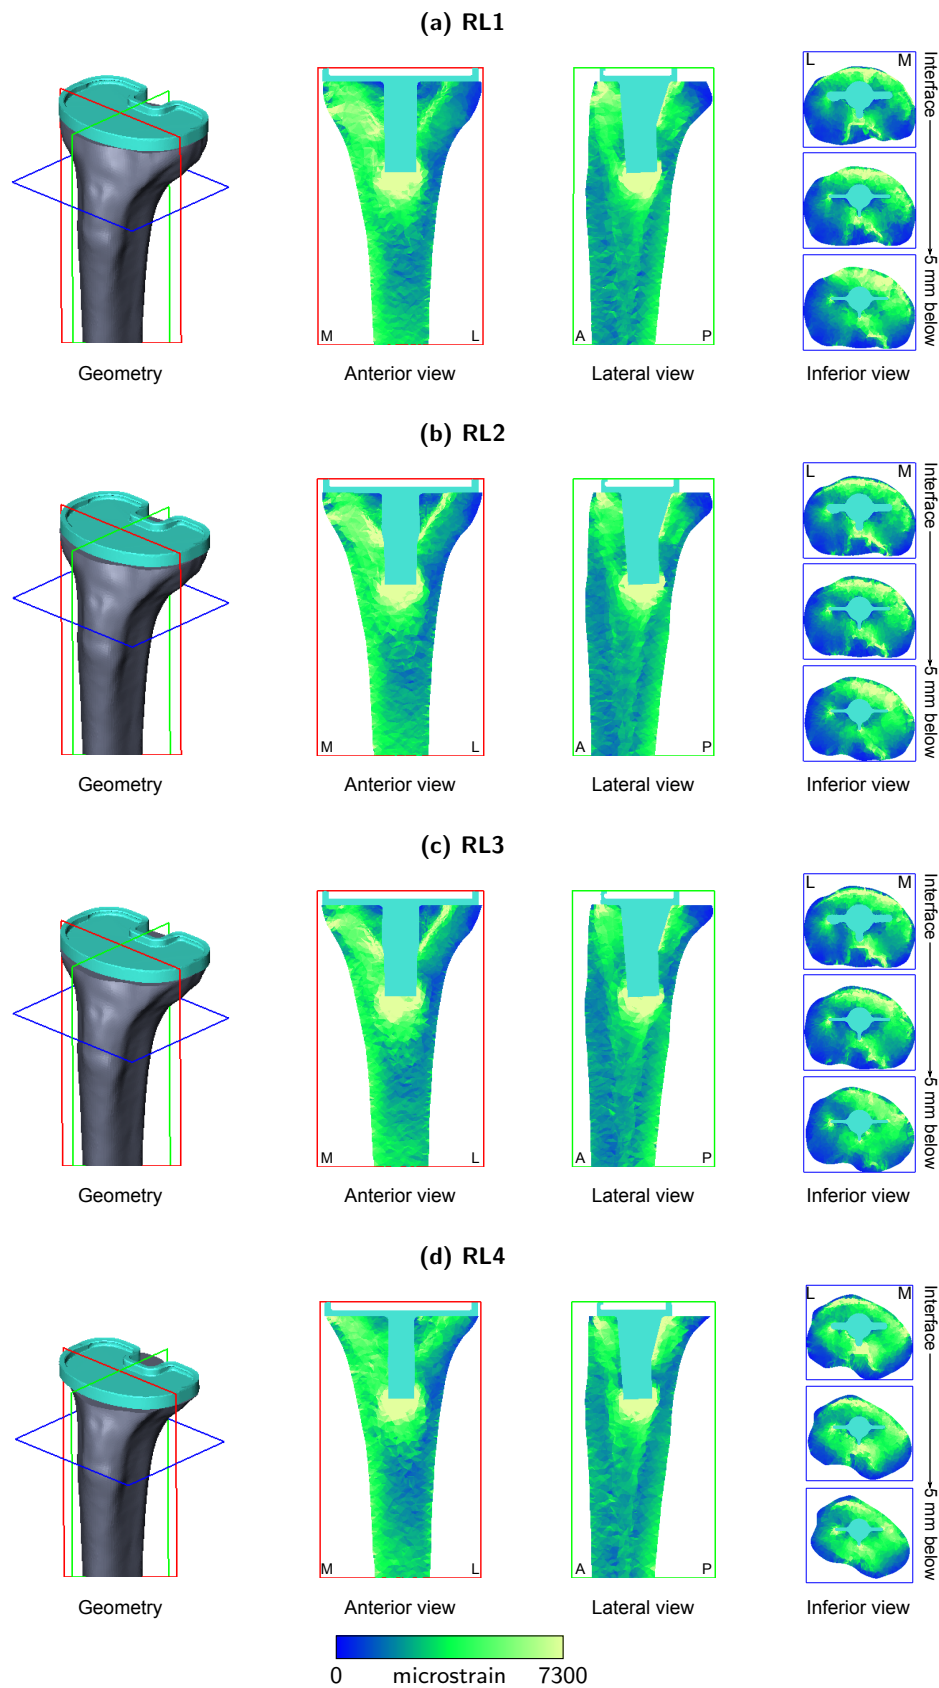 (a) RL1
L M
Interface
5 mm below
M L
A P
Geometry
Anterior view
Lateral view
Inferior view
(b) RL2
L M
Interface
5 mm below
M L
A P
Geometry
Anterior view
Lateral view
Inferior view
(c) RL3
L M
Interface
5 mm below
M L
A P
Geometry
Anterior view
Lateral view
Inferior view
(d) RL4
L M
Interface
5 mm below
M L
A P
Geometry
Anterior view
Lateral view
Inferior view
0 microstrain 7300